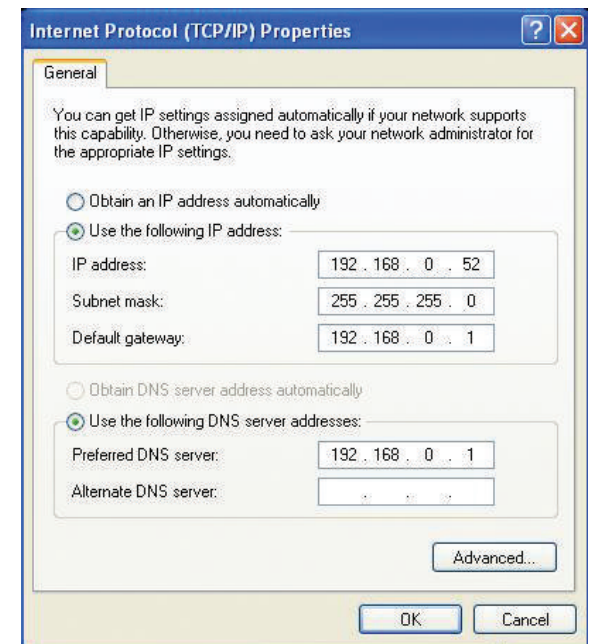 Internet Protocol (TCP/IP) Properties
General
You can get IP settings assigned automatically if your network supports
this capability. Otherwise, you need to ask your network administrator for
the appropriate IP settings.
Obtain an IP address automatically
Use the following IP address:
IP address: 192 . 168 . 0 . 52
Subnet mask: 255 . 255 . 255 . 0
Default gateway: 192 . 168 . 0 . 1
Obtain DNS server address automatically
Use the following DNS server addresses:
Preferred DNS server: 192 . 168 . 0 . 1
Alternate DNS server: . . .
Advanced...
OK Cancel